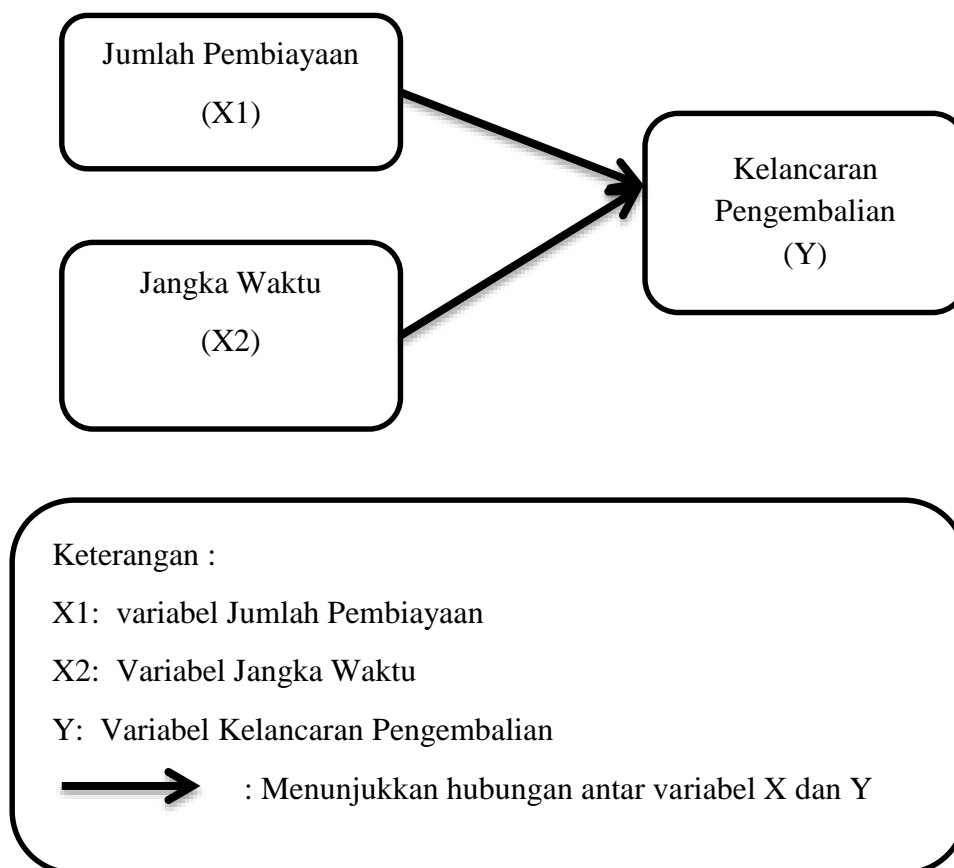 Jumlah Pembiayaan
(X1)
Kelancaran
Pengembalian
(Y)
Jangka Waktu
(X2)
Keterangan :
X1: variabel Jumlah Pembiayaan
X2: Variabel Jangka Waktu
Y: Variabel Kelancaran Pengembalian
: Menunjukkan hubungan antar variabel X dan Y